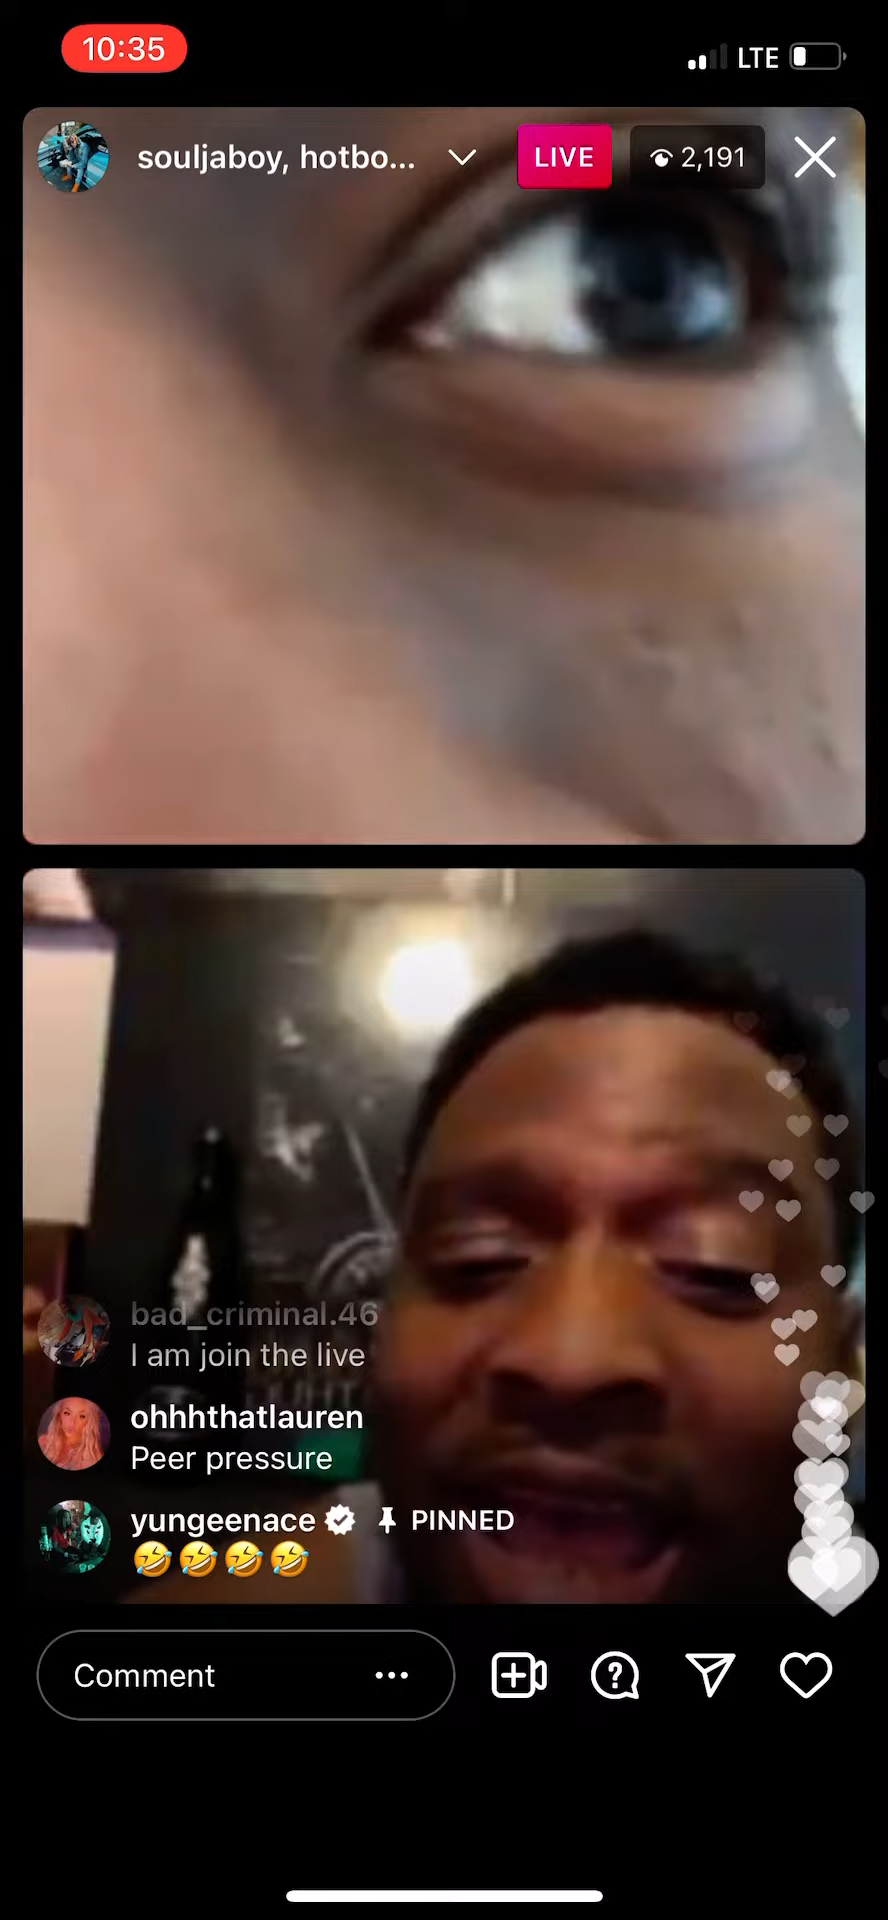 10:35
LTE
souljaboy, hotbo...
LIVE
2,191
bad_criminal.46
I am join the live
ohhhthatlauren
Peer pressure
yungeenace PINNED
🤣🤣🤣🤣
Comment